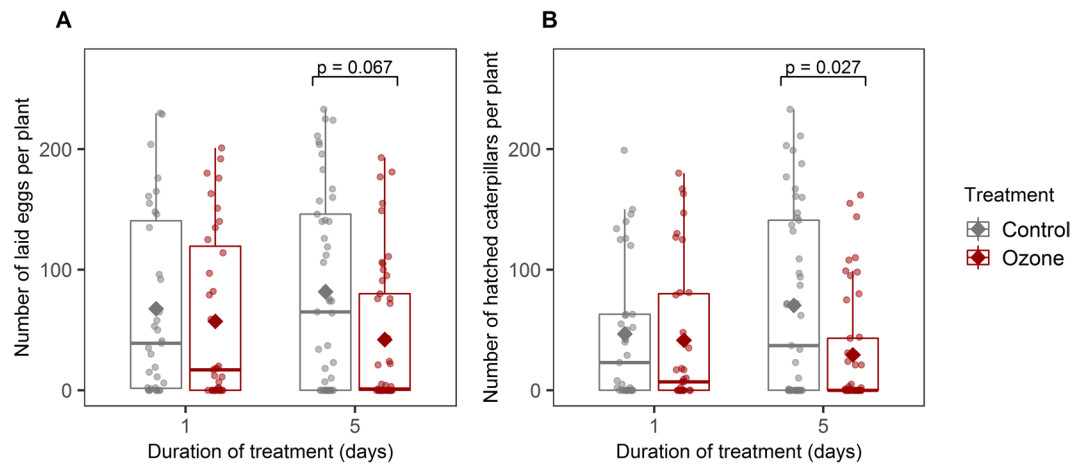 A
Number of laid eggs per plant
200
100
0
p = 0.067
1
5
Duration of treatment (days)
B
Number of hatched caterpillars per plant
200
100
0
p = 0.027
1
5
Duration of treatment (days)
Treatment
Control
Ozone